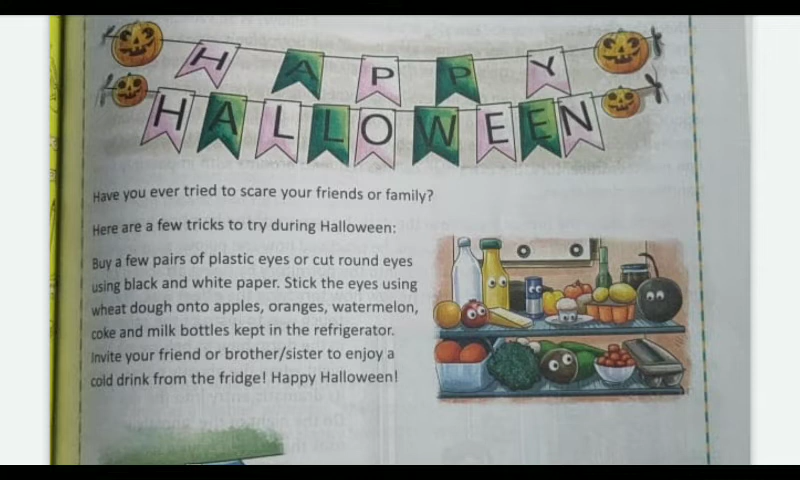 HAPPY
HALLOWEEN
Have you ever tried to scare your friends or family?
Here are a few tricks to try during Halloween:
Buy a few pairs of plastic eyes or cut round eyes
using black and white paper. Stick the eyes using
wheat dough onto apples, oranges, watermelon,
coke and milk bottles kept in the refrigerator.
Invite your friend or brother/sister to enjoy a
cold drink from the fridge! Happy Halloween!